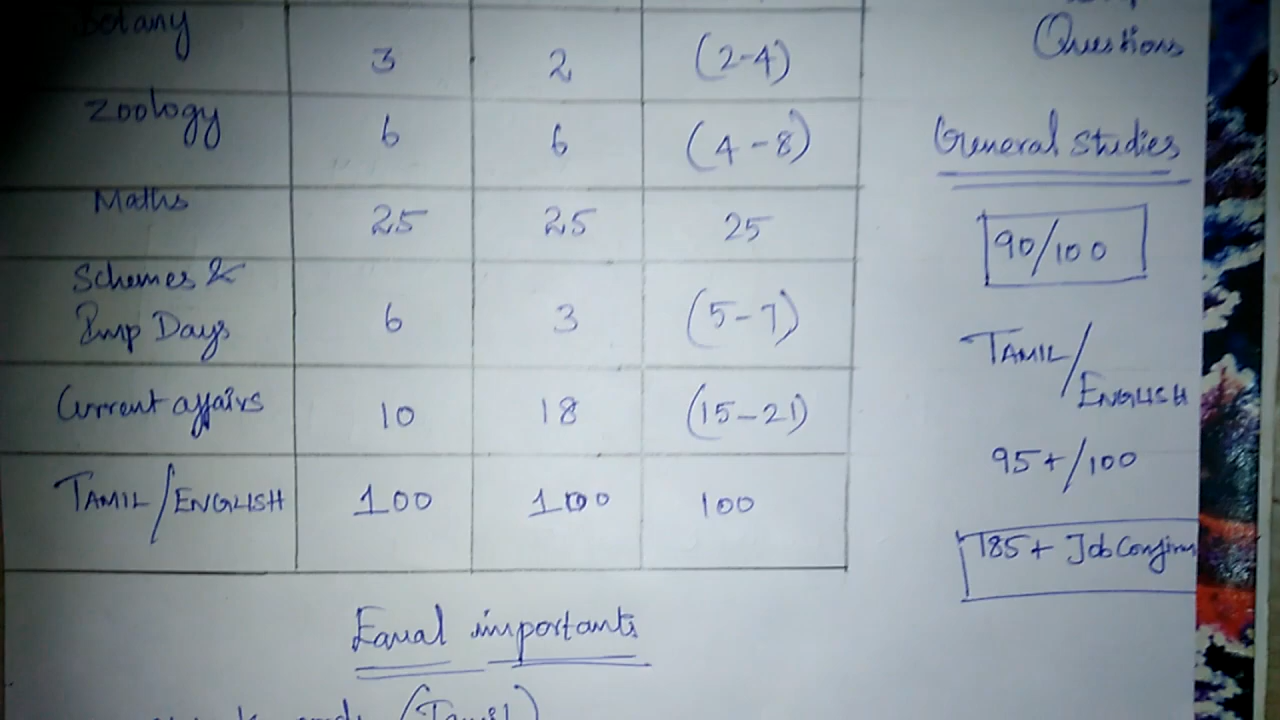 Botany 3 2 (2-4)
Zoology 6 6 (4-8)
Maths 25 25 25
Schemes &
Imp Days 6 3 (5-7)
Current affairs 10 18 (15-21)
TAMIL/ENGLISH 100 100 100
Equal importants
(Tamil)
Questions
General Studies
90/100
TAMIL/
ENGLISH
95+/100
185+ Job Confirm